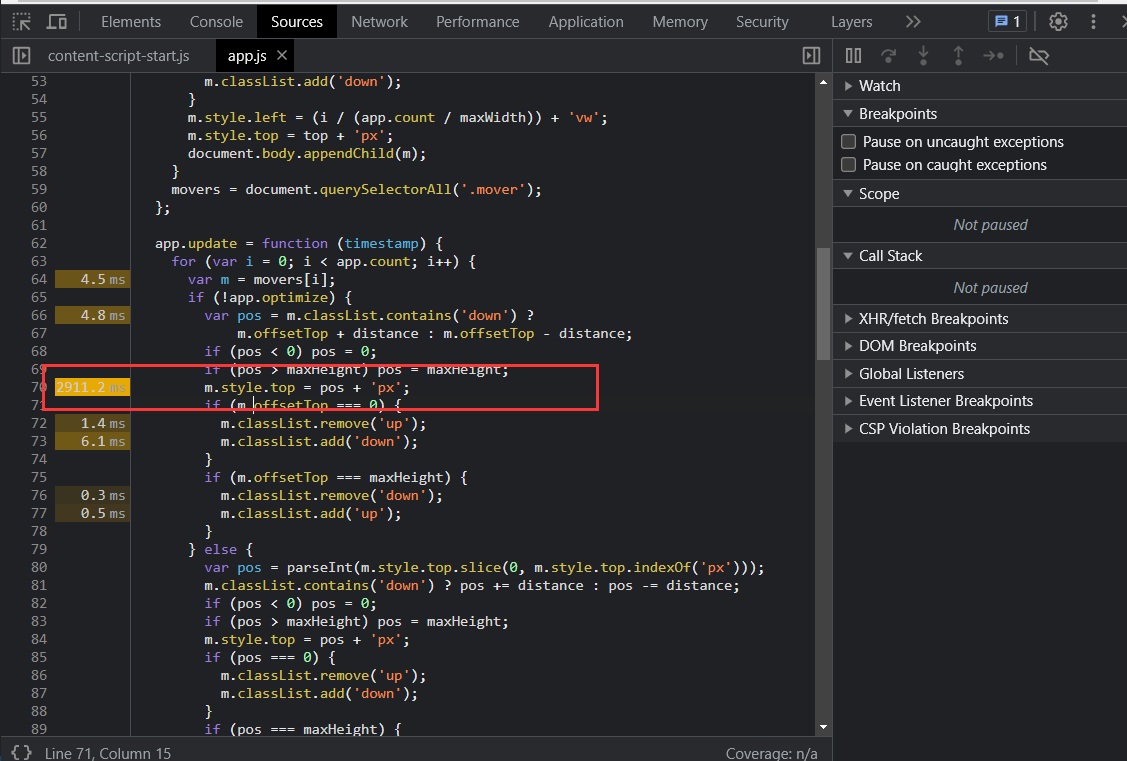 Elements Console Sources Network Performance Application Memory Security Layers 1
content-script-start.js app.js
53 m.classList.add('down');
54 }
55 m.style.left = (i / (app.count / maxWidth)) + 'vw';
56 m.style.top = top + 'px';
57 document.body.appendChild(m);
58 }
59 movers = document.querySelectorAll('.mover');
60 };
61
62 app.update = function (timestamp) {
63 for (var i = 0; i < app.count; i++) {
64 4.5 ms var m = movers[i];
65 if (!app.optimize) {
66 4.8 ms var pos = m.classList.contains('down') ?
67 m.offsetTop + distance : m.offsetTop - distance;
68 if (pos < 0) pos = 0;
69 if (pos > maxHeight) pos = maxHeight;
70 2911.2 ms m.style.top = pos + 'px';
71 if (m.offsetTop === 0) {
72 1.4 ms m.classList.remove('up');
73 6.1 ms m.classList.add('down');
74 }
75 if (m.offsetTop === maxHeight) {
76 0.3 ms m.classList.remove('down');
77 0.5 ms m.classList.add('up');
78 }
79 } else {
80 var pos = parseInt(m.style.top.slice(0, m.style.top.indexOf('px')));
81 m.classList.contains('down') ? pos += distance : pos -= distance;
82 if (pos < 0) pos = 0;
83 if (pos > maxHeight) pos = maxHeight;
84 m.style.top = pos + 'px';
85 if (pos === 0) {
86 m.classList.remove('up');
87 m.classList.add('down');
88 }
89 if (pos === maxHeight) {
{} Line 71, Column 15 Coverage: n/a
Watch
Breakpoints
Pause on uncaught exceptions
Pause on caught exceptions
Scope
Not paused
Call Stack
Not paused
XHR/fetch Breakpoints
DOM Breakpoints
Global Listeners
Event Listener Breakpoints
CSP Violation Breakpoints